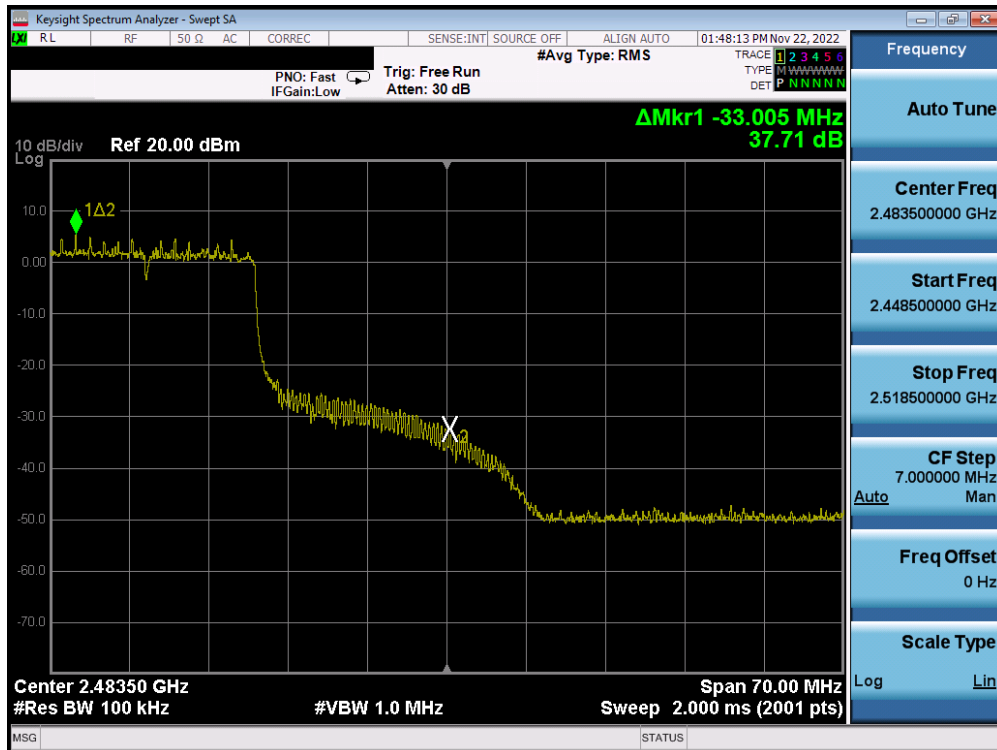 Keysight Spectrum Analyzer - Swept SA
LXI RL RF 50 Ω AC CORREC SENSE:INT SOURCE OFF ALIGN AUTO 01:48:13 PM Nov 22, 2022
#Avg Type: RMS
TRACE 1 2 3 4 5 6
TYPE M WWWWW
DET P N N N N N
PNO: Fast
IFGain:Low
Trig: Free Run
Atten: 30 dB
ΔMkr1 -33.005 MHz
37.71 dB
10 dB/div Ref 20.00 dBm
Log
10.0
0.00
-10.0
-20.0
-30.0
-40.0
-50.0
-60.0
-70.0
1Δ2
X2
Center 2.48350 GHz Span 70.00 MHz
#Res BW 100 kHz #VBW 1.0 MHz Sweep 2.000 ms (2001 pts)
MSG STATUS
Frequency
Auto Tune
Center Freq
2.483500000 GHz
Start Freq
2.448500000 GHz
Stop Freq
2.518500000 GHz
CF Step
7.000000 MHz
Auto Man
Freq Offset
0 Hz
Scale Type
Log Lin